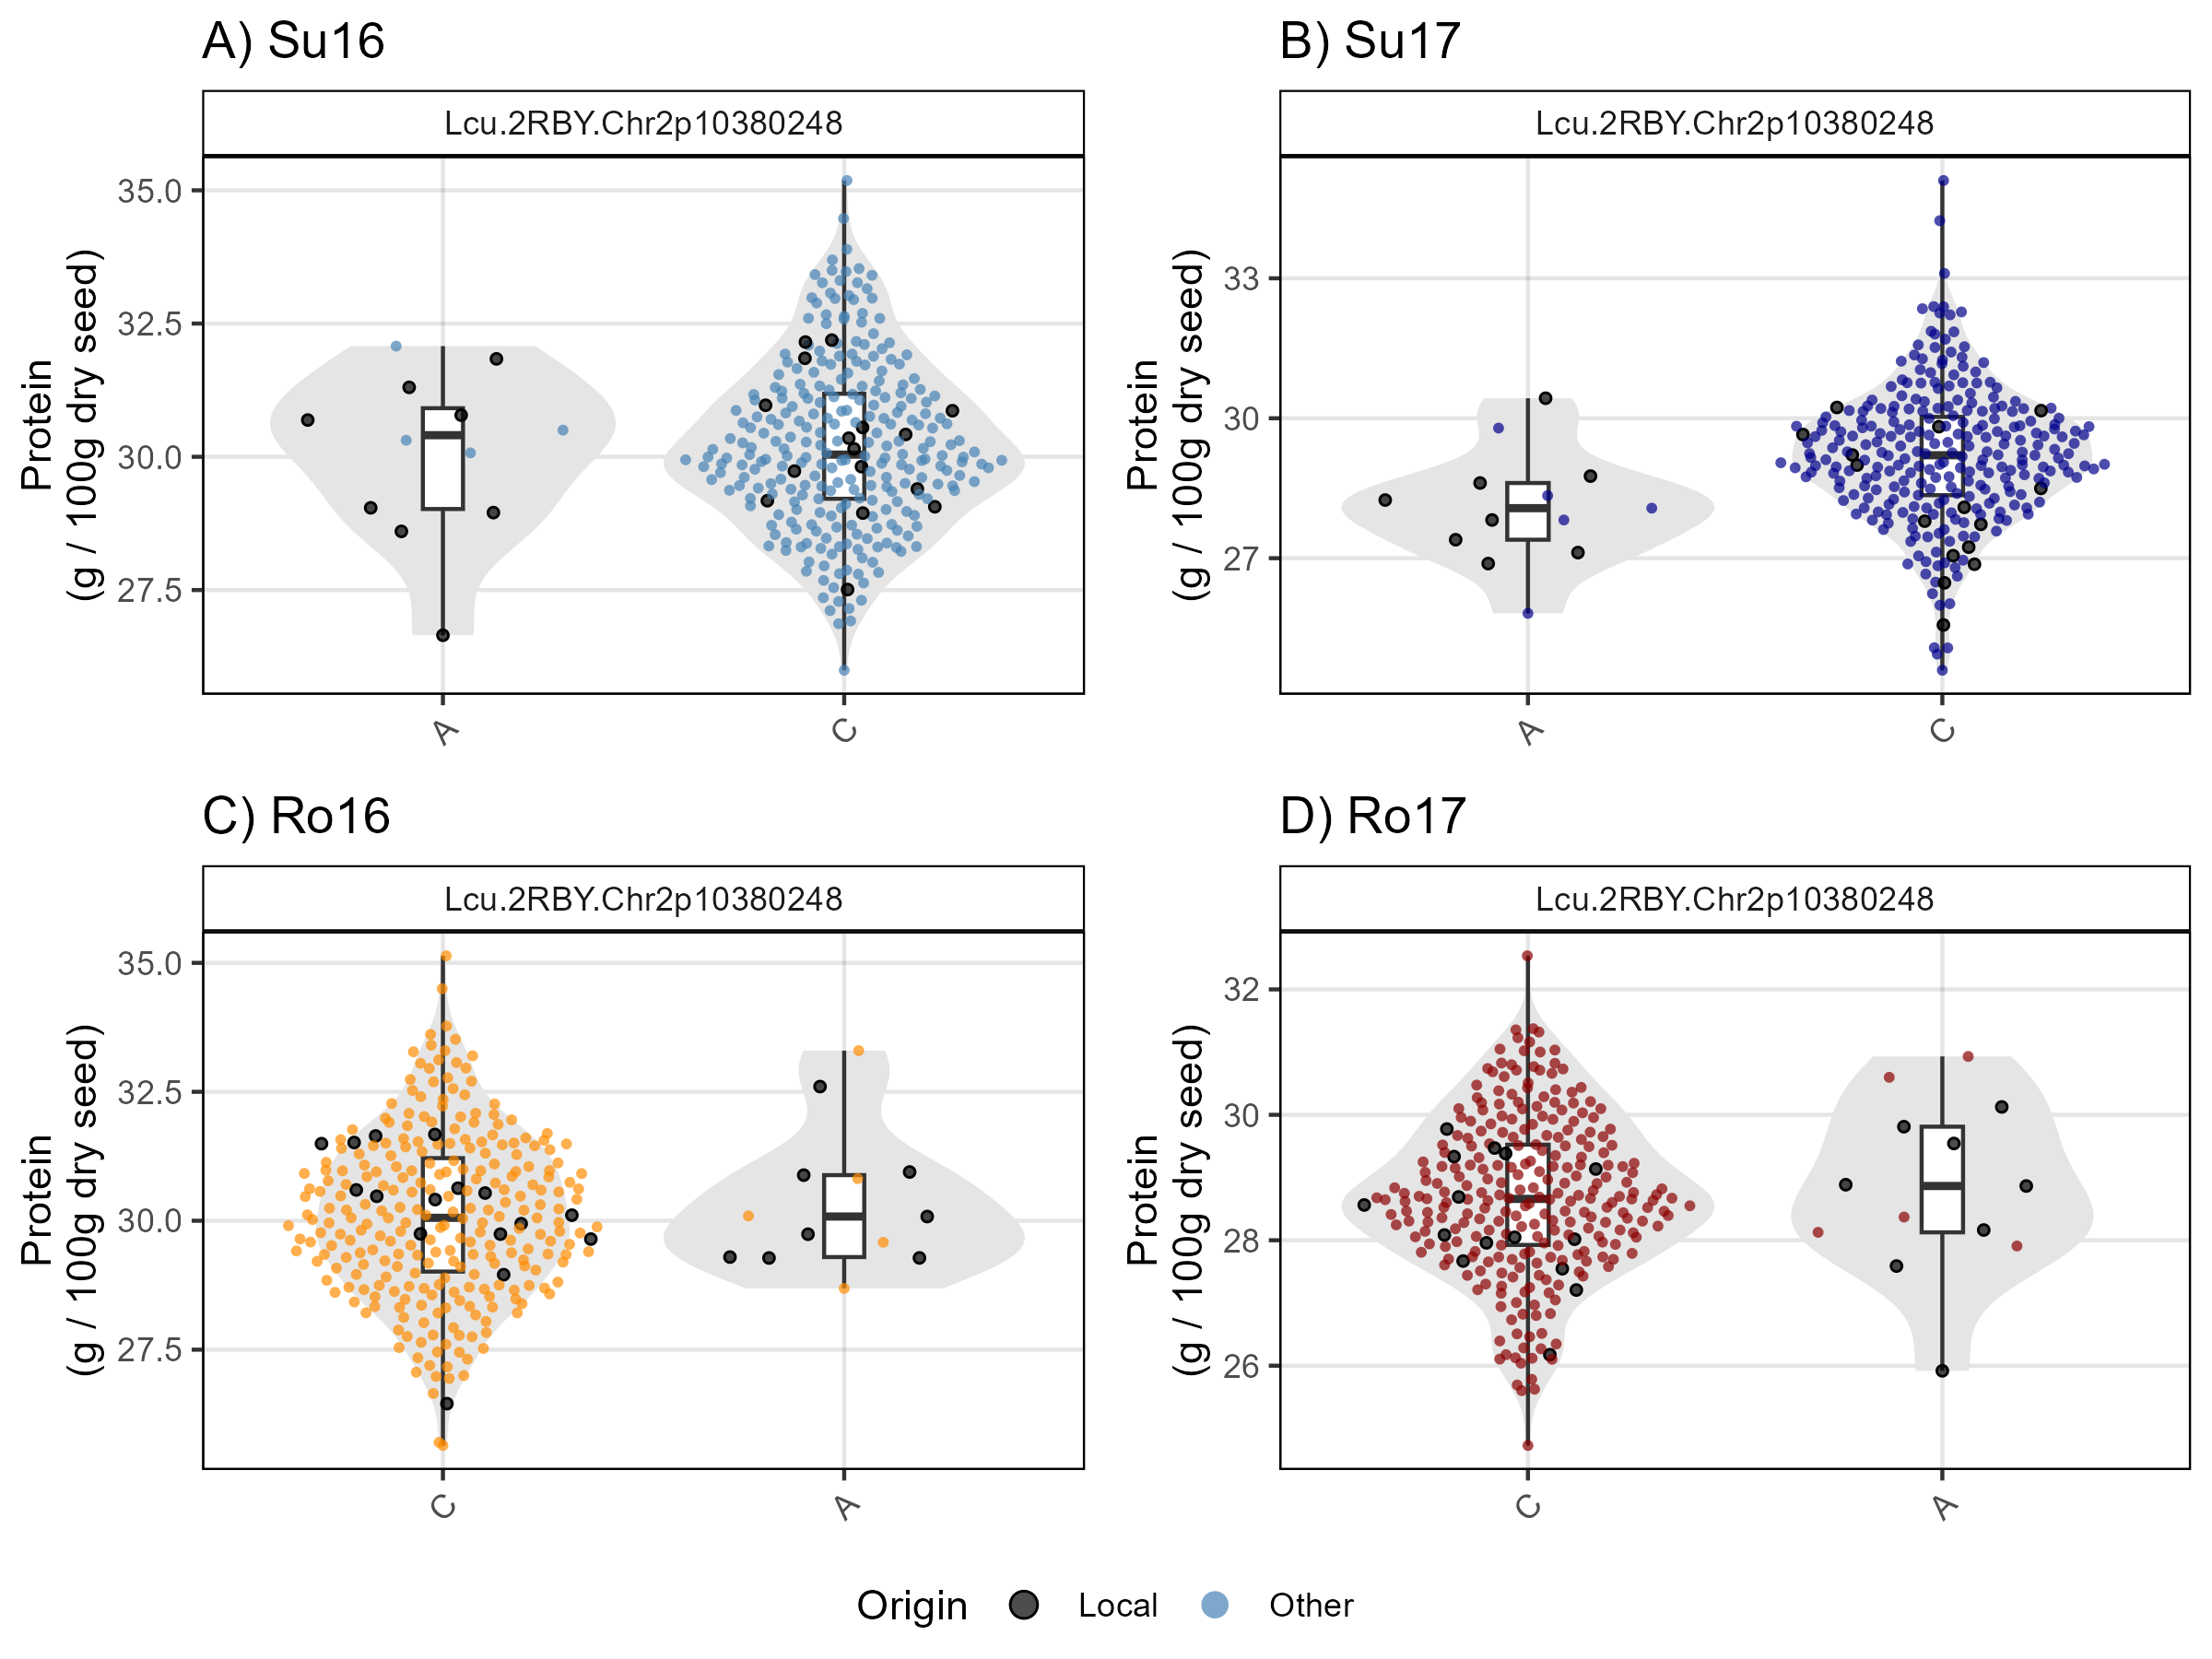 A) Su16
Lcu.2RBY.Chr2p10380248
Protein
(g / 100g dry seed)
35.0
32.5
30.0
27.5
A
C
B) Su17
Lcu.2RBY.Chr2p10380248
Protein
(g / 100g dry seed)
33
30
27
A
C
C) Ro16
Lcu.2RBY.Chr2p10380248
Protein
(g / 100g dry seed)
35.0
32.5
30.0
27.5
C
A
D) Ro17
Lcu.2RBY.Chr2p10380248
Protein
(g / 100g dry seed)
32
30
28
26
C
A
Origin Local Other